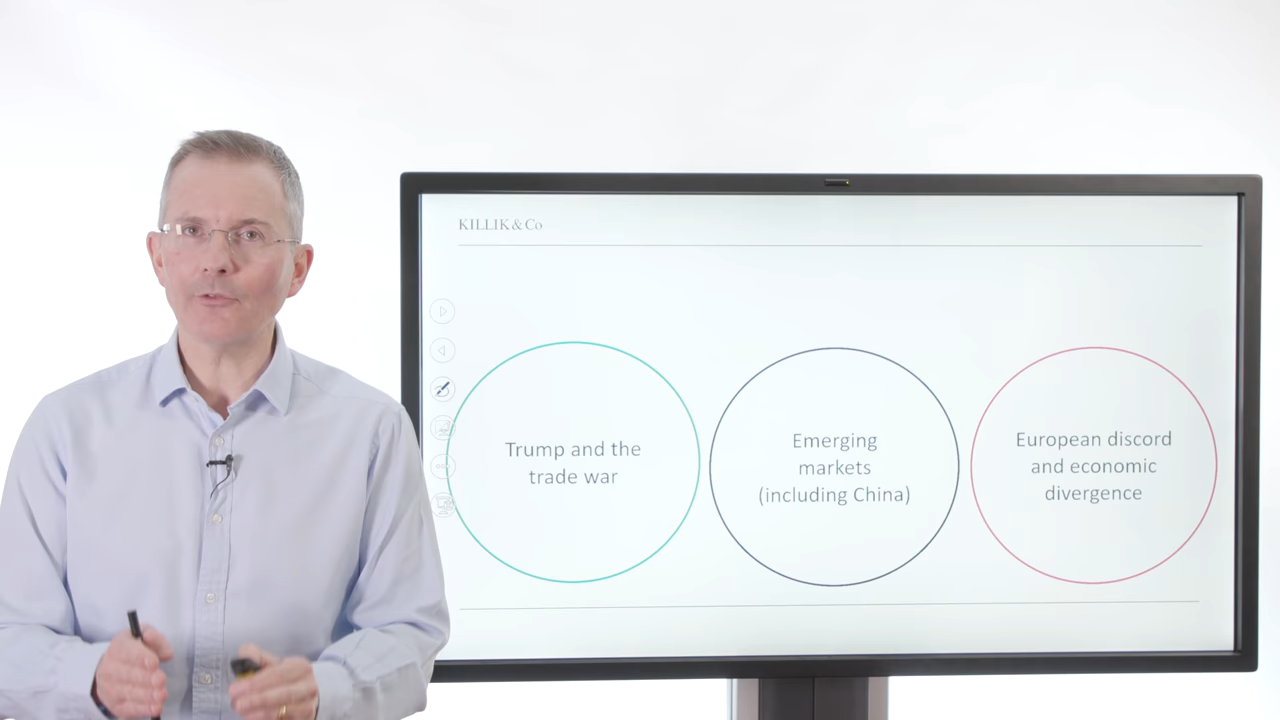 KILLIK & Co
Trump and the
trade war
Emerging
markets
(including China)
European discord
and economic
divergence